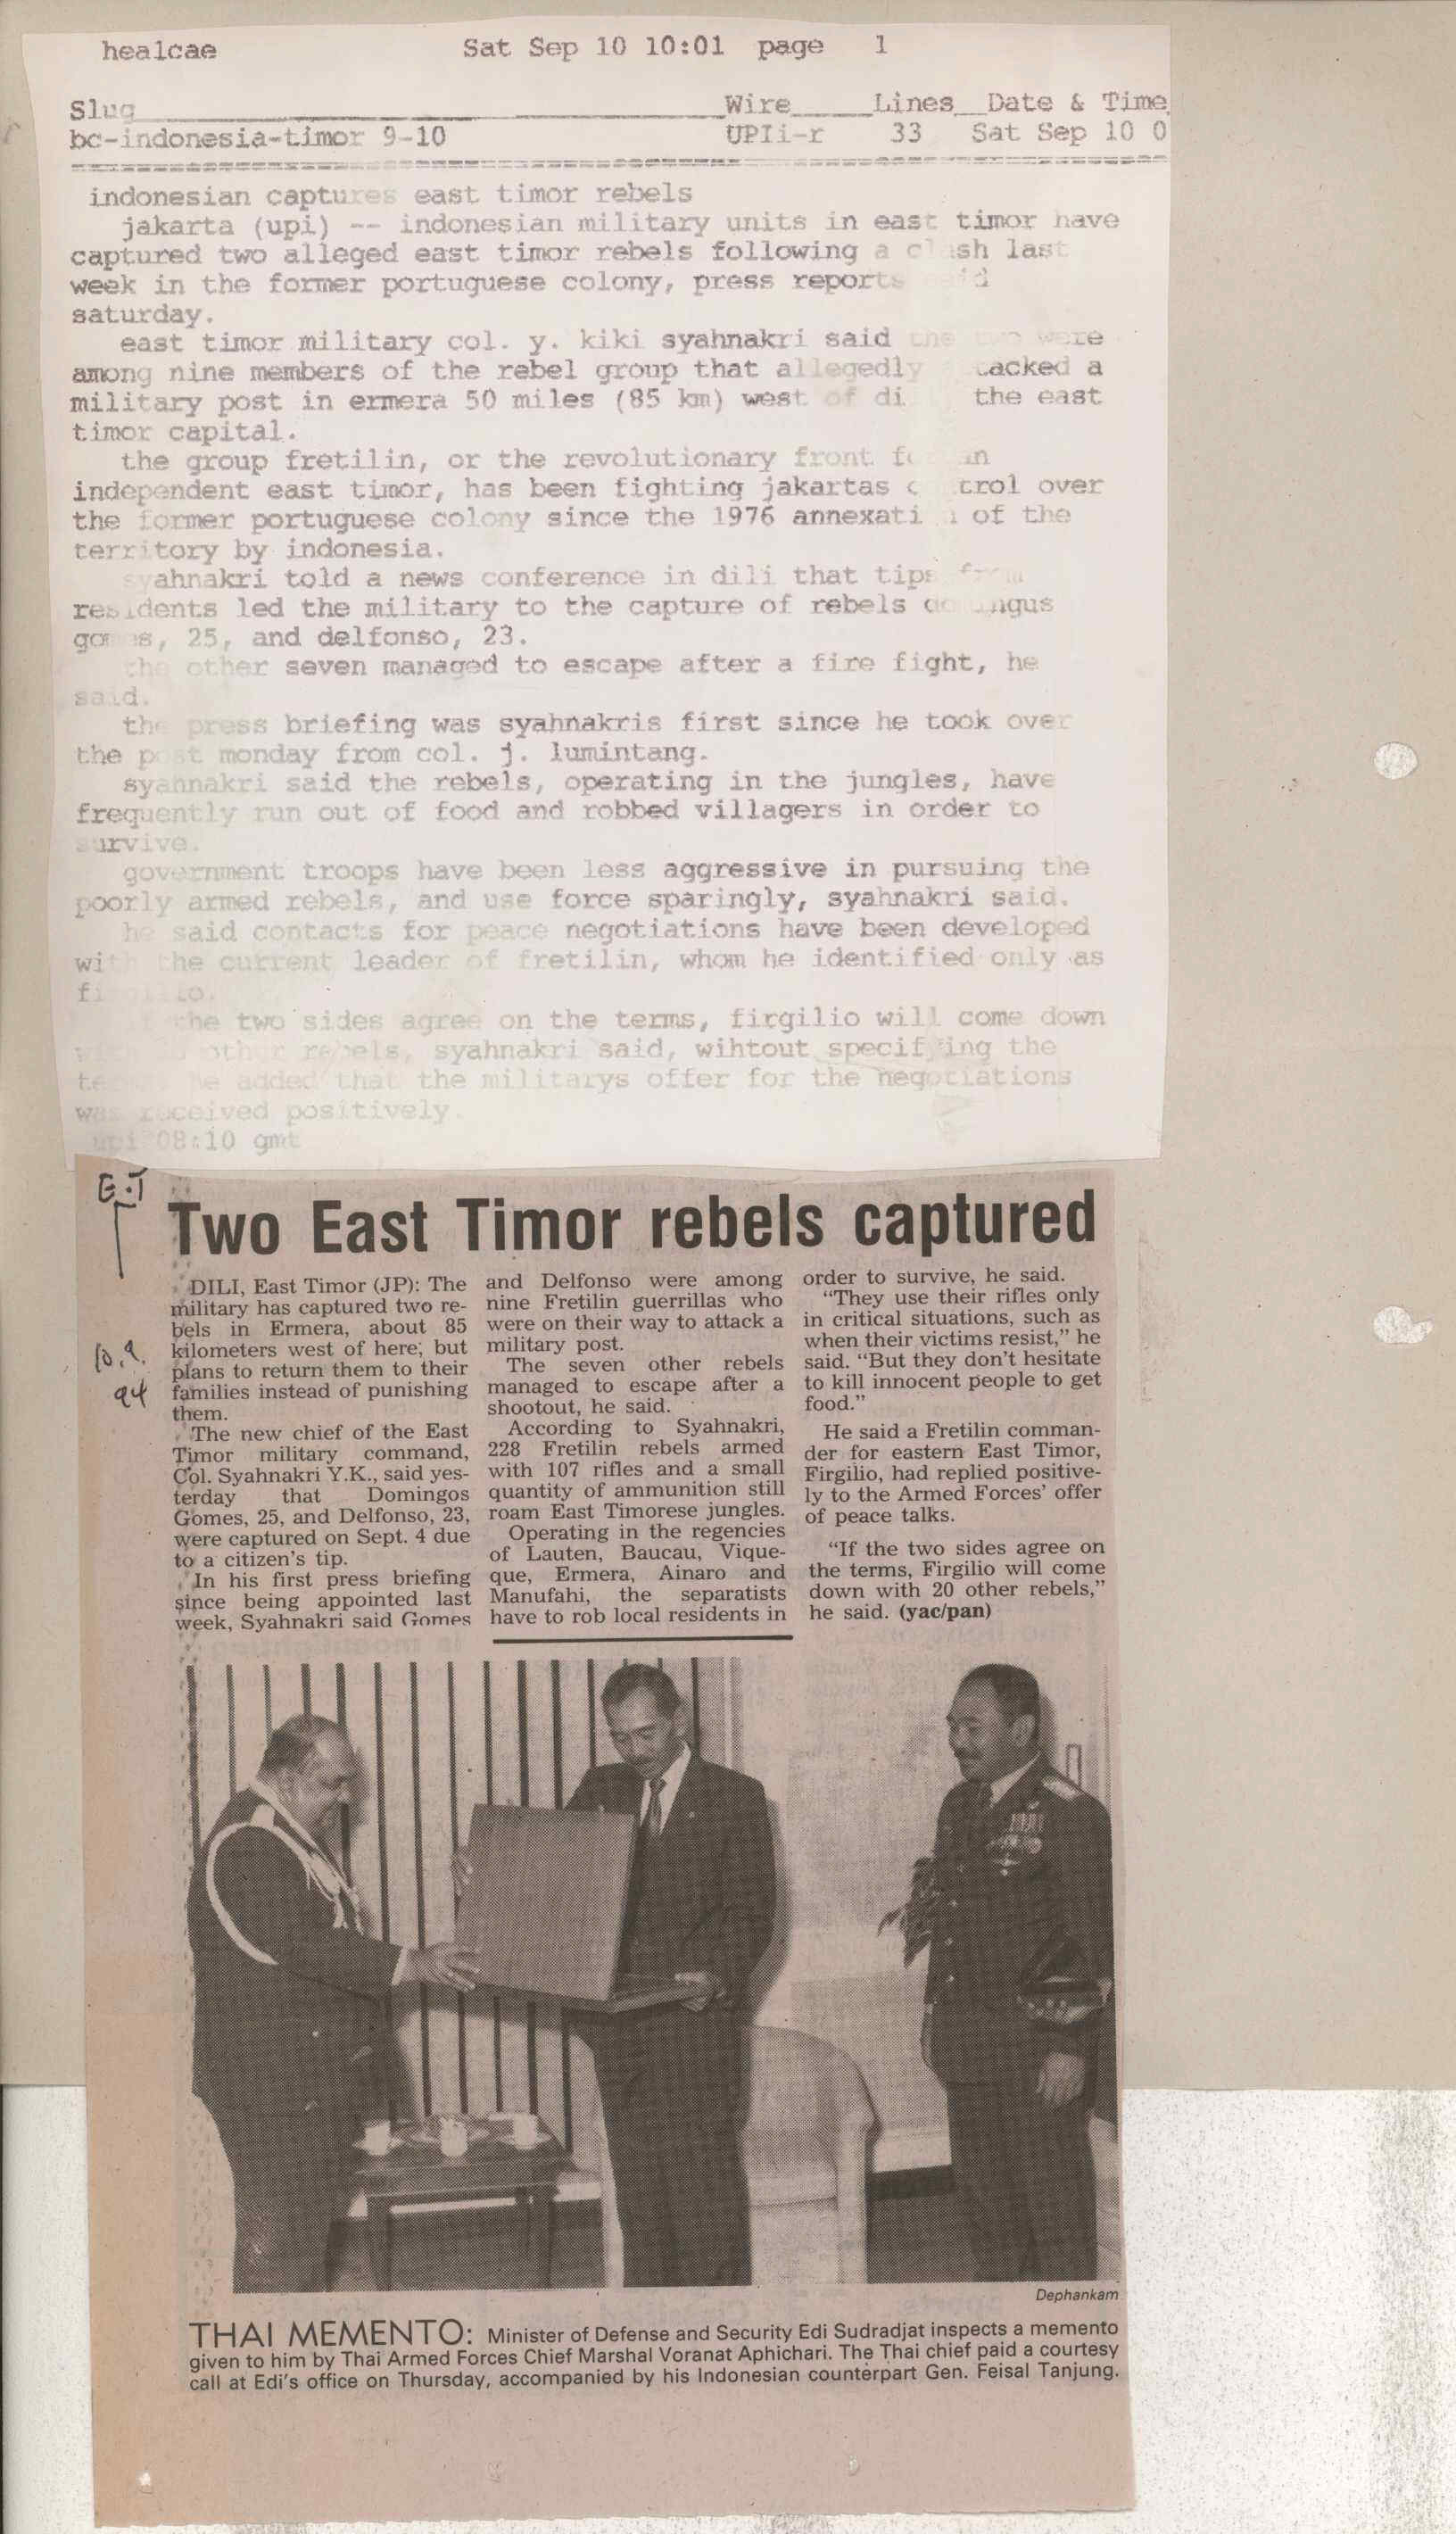 healcae Sat Sep 10 10:01 page 1
Slug Wire Lines Date & Time
bc-indonesia-timor 9-10 UPIi-r 33 Sat Sep 10 0
indonesian captures east timor rebels
jakarta (upi) -- indonesian military units in east timor have
captured two alleged east timor rebels following a clash last
week in the former portuguese colony, press reports
saturday.
east timor military col. y. kiki syahnakri said the two were
among nine members of the rebel group that allegedly a
military post in ermera 50 miles (85 km) west of the east
timor capital.
the group fretilin, or the revolutionary front
independent east timor, has been fighting jakartas over
the former portuguese colony since the 1976 of the
territory by indonesia.
syahnakri told a news conference in dili that tips from
residents led the military to the capture of rebels
25, and delfonso, 23.
the other seven managed to escape after a fire fight, he
said.
the press briefing was syahnakris first since he took over
the post monday from col. j. lumintang.
syahnakri said the rebels, operating in the jungles, have
frequently run out of food and robbed villagers in order to
survive.
government troops have been less aggressive in pursuing the
poorly armed rebels, and use force sparingly, syahnakri said.
he said contacts for peace negotiations have been developed
with the current leader of fretilin, whom he identified only as
the two sides agree on the terms, firgilio will come down
other rebels, syahnakri said, wihtout specifying the
he added that the militarys offer for the negotiations
was received positively.
upi 08:10 gmt
E.T
Two East Timor rebels captured
10.9.
94
DILI, East Timor (JP): The
military has captured two re-
bels in Ermera, about 85
kilometers west of here, but
plans to return them to their
families instead of punishing
them.
The new chief of the East
Timor military command,
Col. Syahnakri Y.K., said yes-
terday that Domingos
Gomes, 25, and Delfonso, 23,
were captured on Sept. 4 due
to a citizen's tip.
In his first press briefing
since being appointed last
week, Syahnakri said Gomes
and Delfonso were among
nine Fretilin guerrillas who
were on their way to attack a
military post.
The seven other rebels
managed to escape after a
shootout, he said.
According to Syahnakri,
228 Fretilin rebels armed
with 107 rifles and a small
quantity of ammunition still
roam East Timorese jungles.
Operating in the regencies
of Lauten, Baucau, Vique-
que, Ermera, Ainaro and
Manufahi, the separatists
have to rob local residents in
order to survive, he said.
"They use their rifles only
in critical situations, such as
when their victims resist," he
said. "But they don't hesitate
to kill innocent people to get
food."
He said a Fretilin comman-
der for eastern East Timor,
Firgilio, had replied positive-
ly to the Armed Forces' offer
of peace talks.
"If the two sides agree on
the terms, Firgilio will come
down with 20 other rebels,"
he said. (yac/pan)
Dephankam
THAI MEMENTO: Minister of Defense and Security Edi Sudradjat inspects a memento
given to him by Thai Armed Forces Chief Marshal Voranat Aphichari. The Thai chief paid a courtesy
call at Edi's office on Thursday, accompanied by his Indonesian counterpart Gen. Feisal Tanjung.